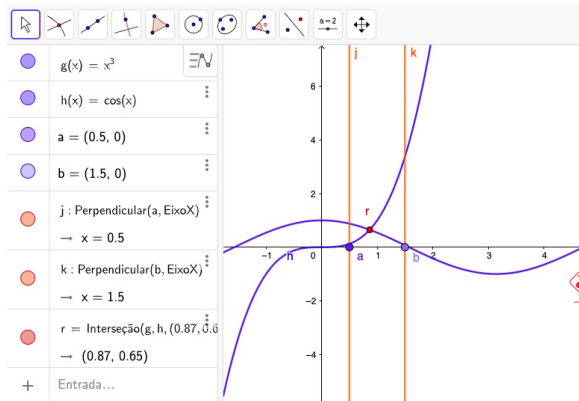 a=2
g(x) = x³
h(x) = cos(x)
a = (0.5, 0)
b = (1.5, 0)
j : Perpendicular(a, EixoX)
→ x = 0.5
k : Perpendicular(b, EixoX)
→ x = 1.5
r = Interseção(g, h, (0.87, 0.6
→ (0.87, 0.65)
Entrada…
j
k
6
4
2
r
−1
h
0
a
1
b
2
3
4
−2
−4